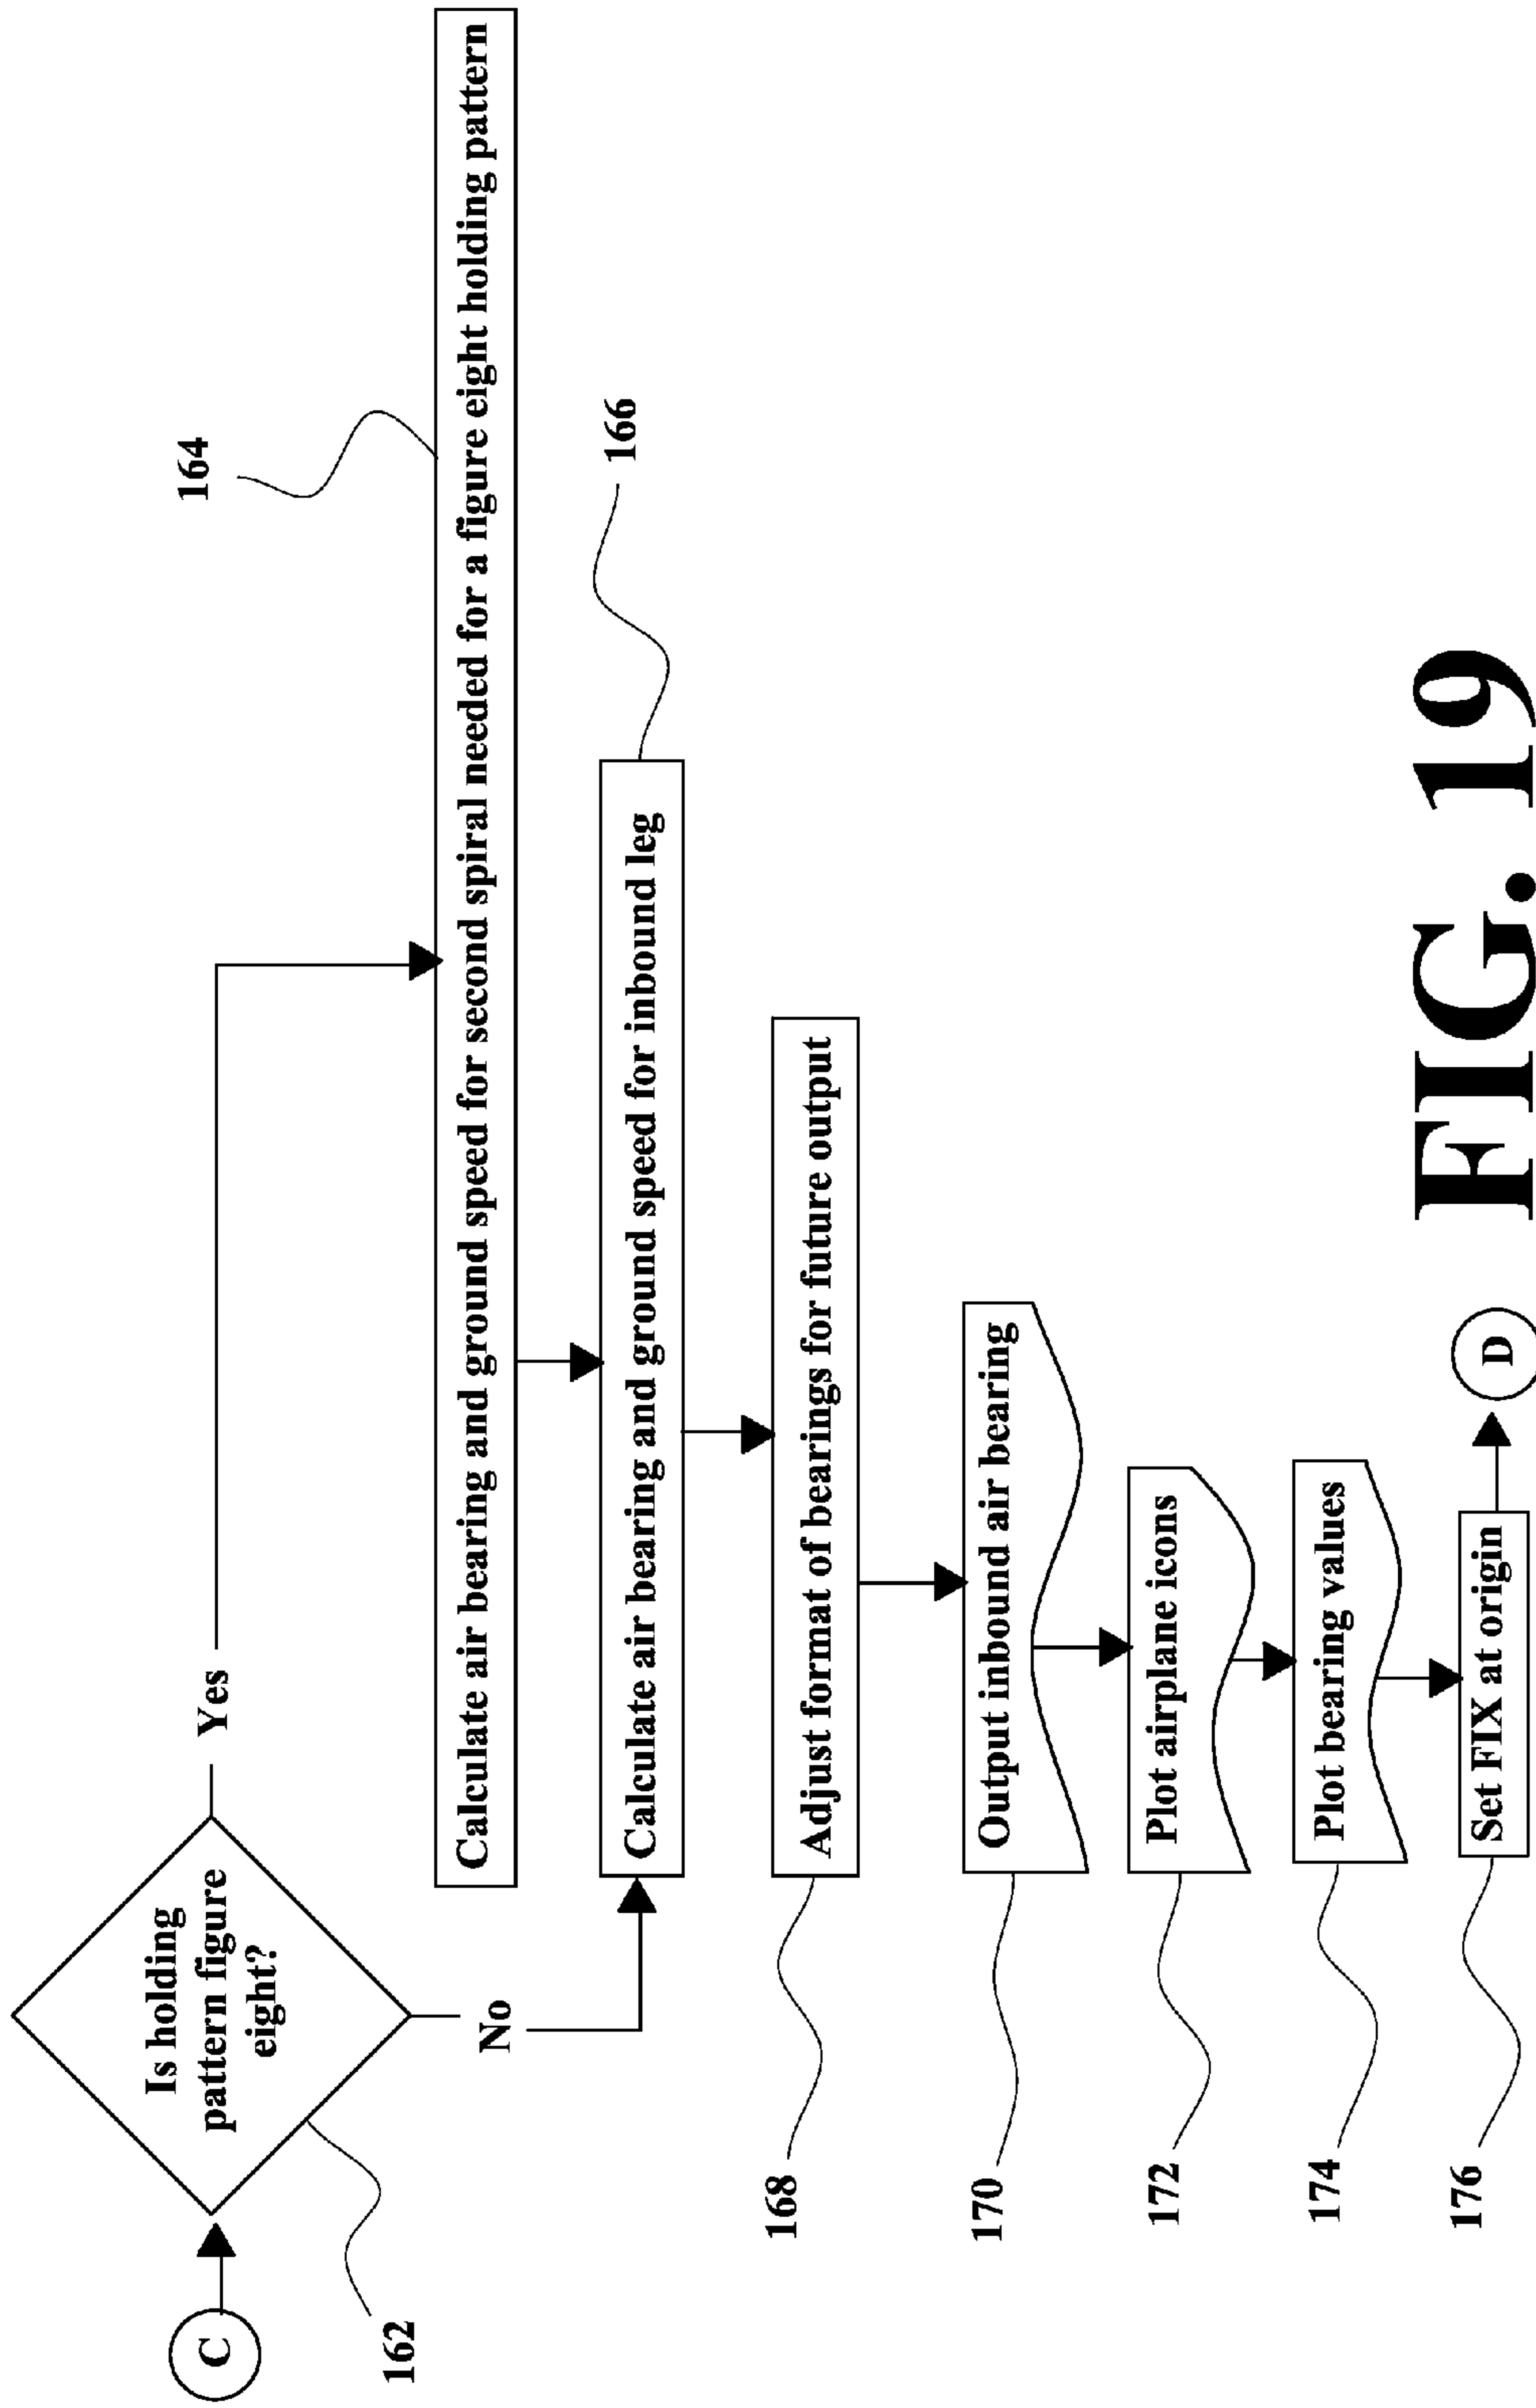 C
162
Is holding
pattern figure
eight?
Yes
No
164
Calculate air bearing and ground speed for second spiral needed for a figure eight holding pattern
166
Calculate air bearing and ground speed for inbound leg
168
Adjust format of bearings for future output
170
Output inbound air bearing
172
Plot airplane icons
174
Plot bearing values
176
Set FIX at origin
D
FIG. 19